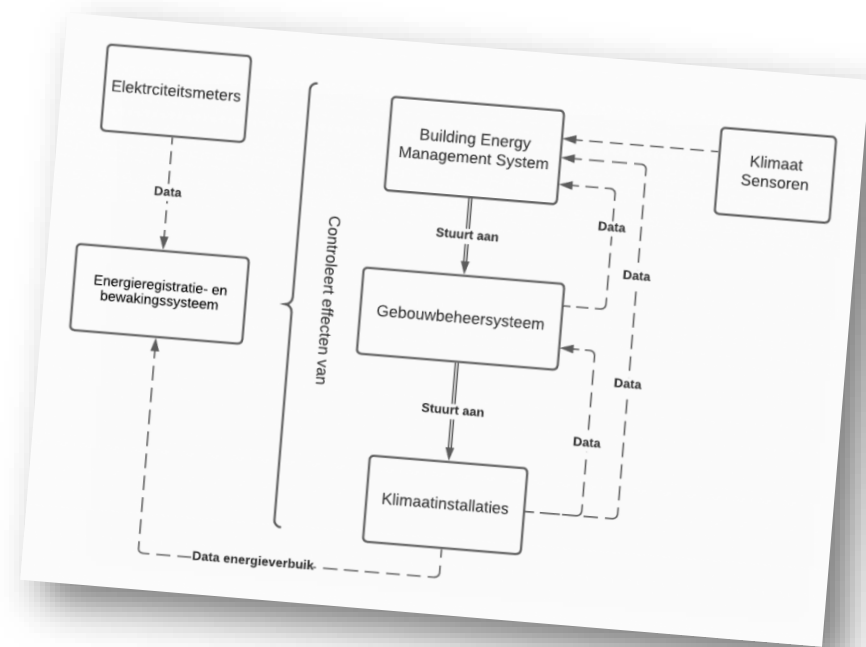 Elektrciteitsmeters
Data
Energieregistratie- en
bewakingssysteem
Controleert effecten van
Building Energy
Management System
Klimaat
Sensoren
Stuurt aan
Data
Data
Gebouwbeheersysteem
Data
Stuurt aan
Data
Klimaatinstallaties
Data energieverbuik